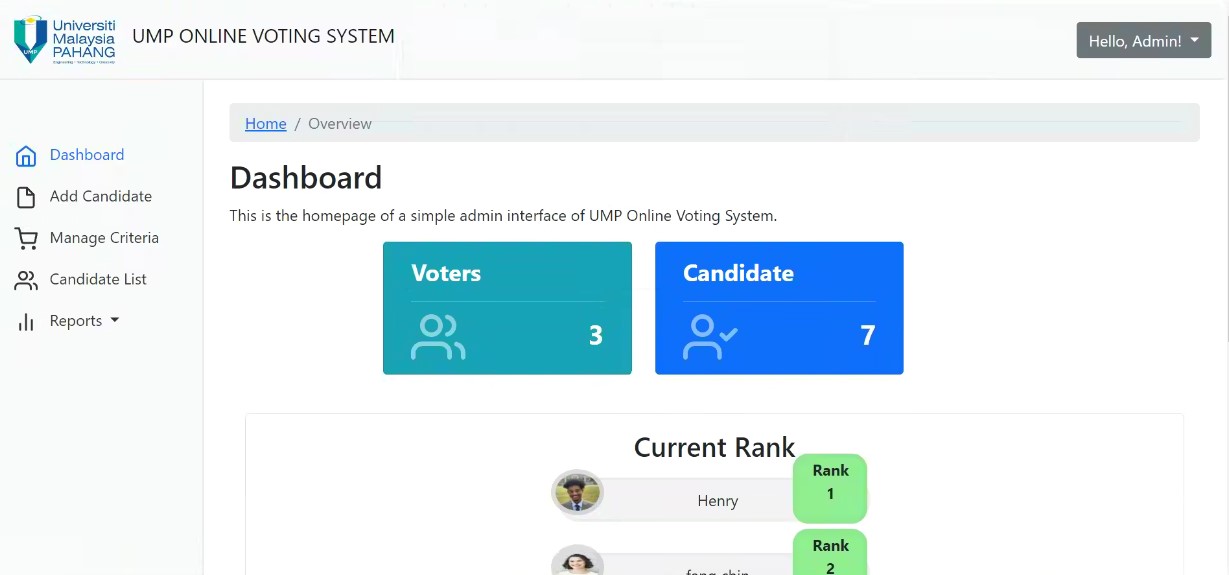 Universiti
Malaysia
PAHANG
UMP
UMP ONLINE VOTING SYSTEM
Hello, Admin!
Home / Overview
Dashboard
Add Candidate
Manage Criteria
Candidate List
Reports
Dashboard
This is the homepage of a simple admin interface of UMP Online Voting System.
Voters
3
Candidate
7
Current Rank
Henry
Rank
1
Rank
2